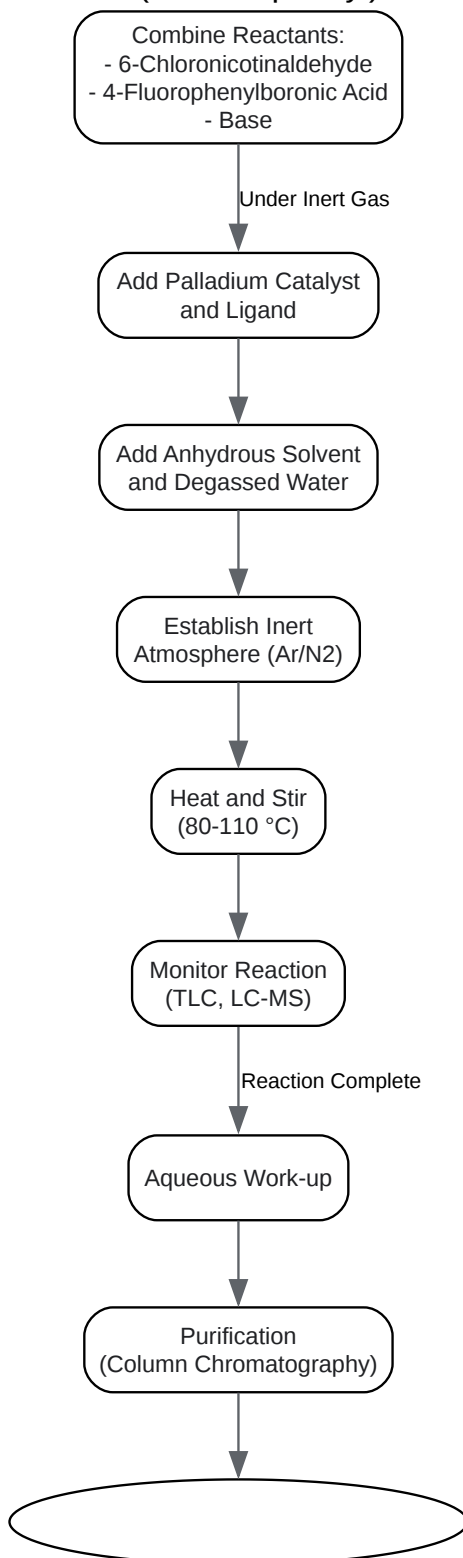 Combine Reactants:
- 6-Chloronicotinaldehyde
- 4-Fluorophenylboronic Acid
- Base
Under Inert Gas
Add Palladium Catalyst
and Ligand
Add Anhydrous Solvent
and Degassed Water
Establish Inert
Atmosphere (Ar/N2)
Heat and Stir
(80-110 °C)
Monitor Reaction
(TLC, LC-MS)
Reaction Complete
Aqueous Work-up
Purification
(Column Chromatography)